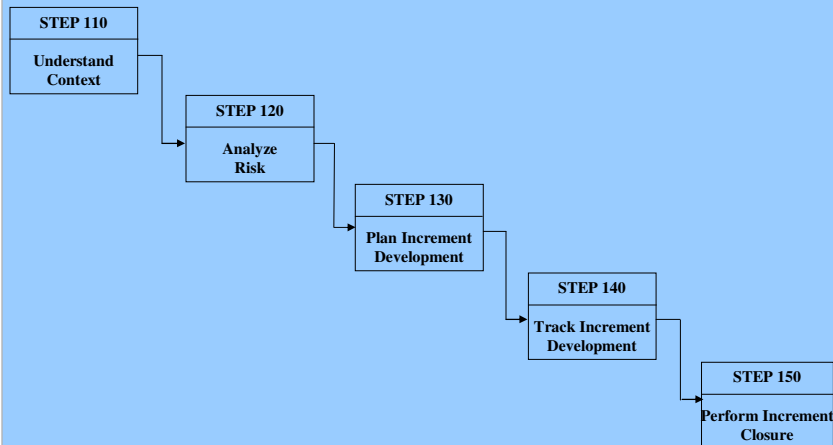 STEP 110
Understand
Context
STEP 120
Analyze
Risk
STEP 130
Plan Increment
Development
STEP 140
Track Increment
Development
STEP 150
Perform Increment
Closure